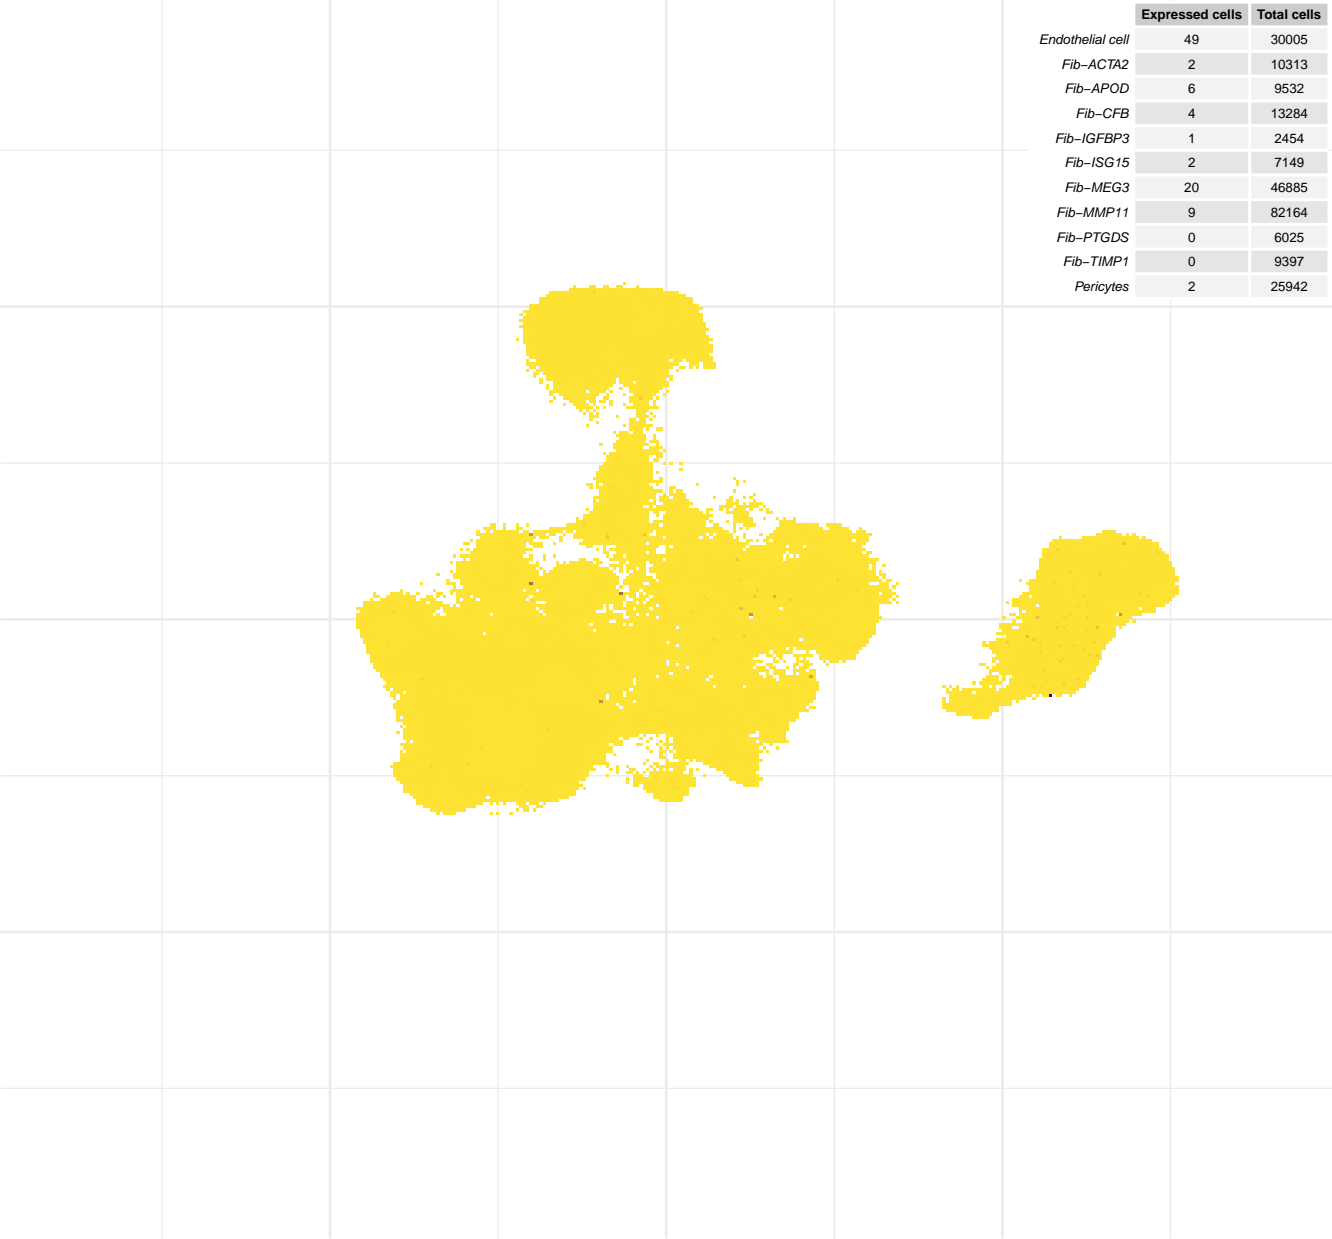 Expressed cells Total cells
Endothelial cell 49 30005
Fib−ACTA2 2 10313
Fib−APOD 6 9532
Fib−CFB 4 13284
Fib−IGFBP3 1 2454
Fib−ISG15 2 7149
Fib−MEG3 20 46885
Fib−MMP11 9 82164
Fib−PTGDS 0 6025
Fib−TIMP1 0 9397
Pericytes 2 25942